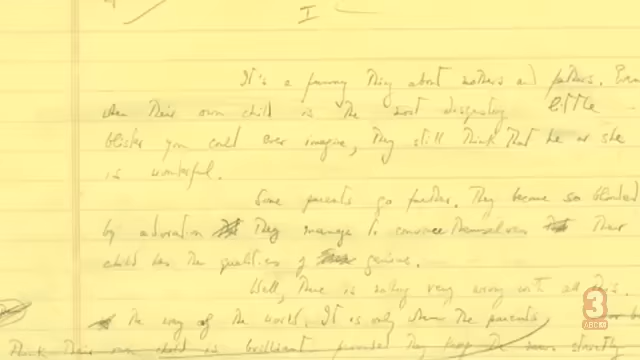 I
It's a funny thing about mothers and fathers. Even
when their own child is the most disgusting little
blister you could ever imagine, they still think that he or she
is wonderful.
Some parents go further. They become so blinded
by adoration they manage to convince themselves their
child has the qualities of genius.
Well, there is nothing very wrong with all this.
the way of the world. It is only when the parents
think their own child is brilliant they
3
ABC